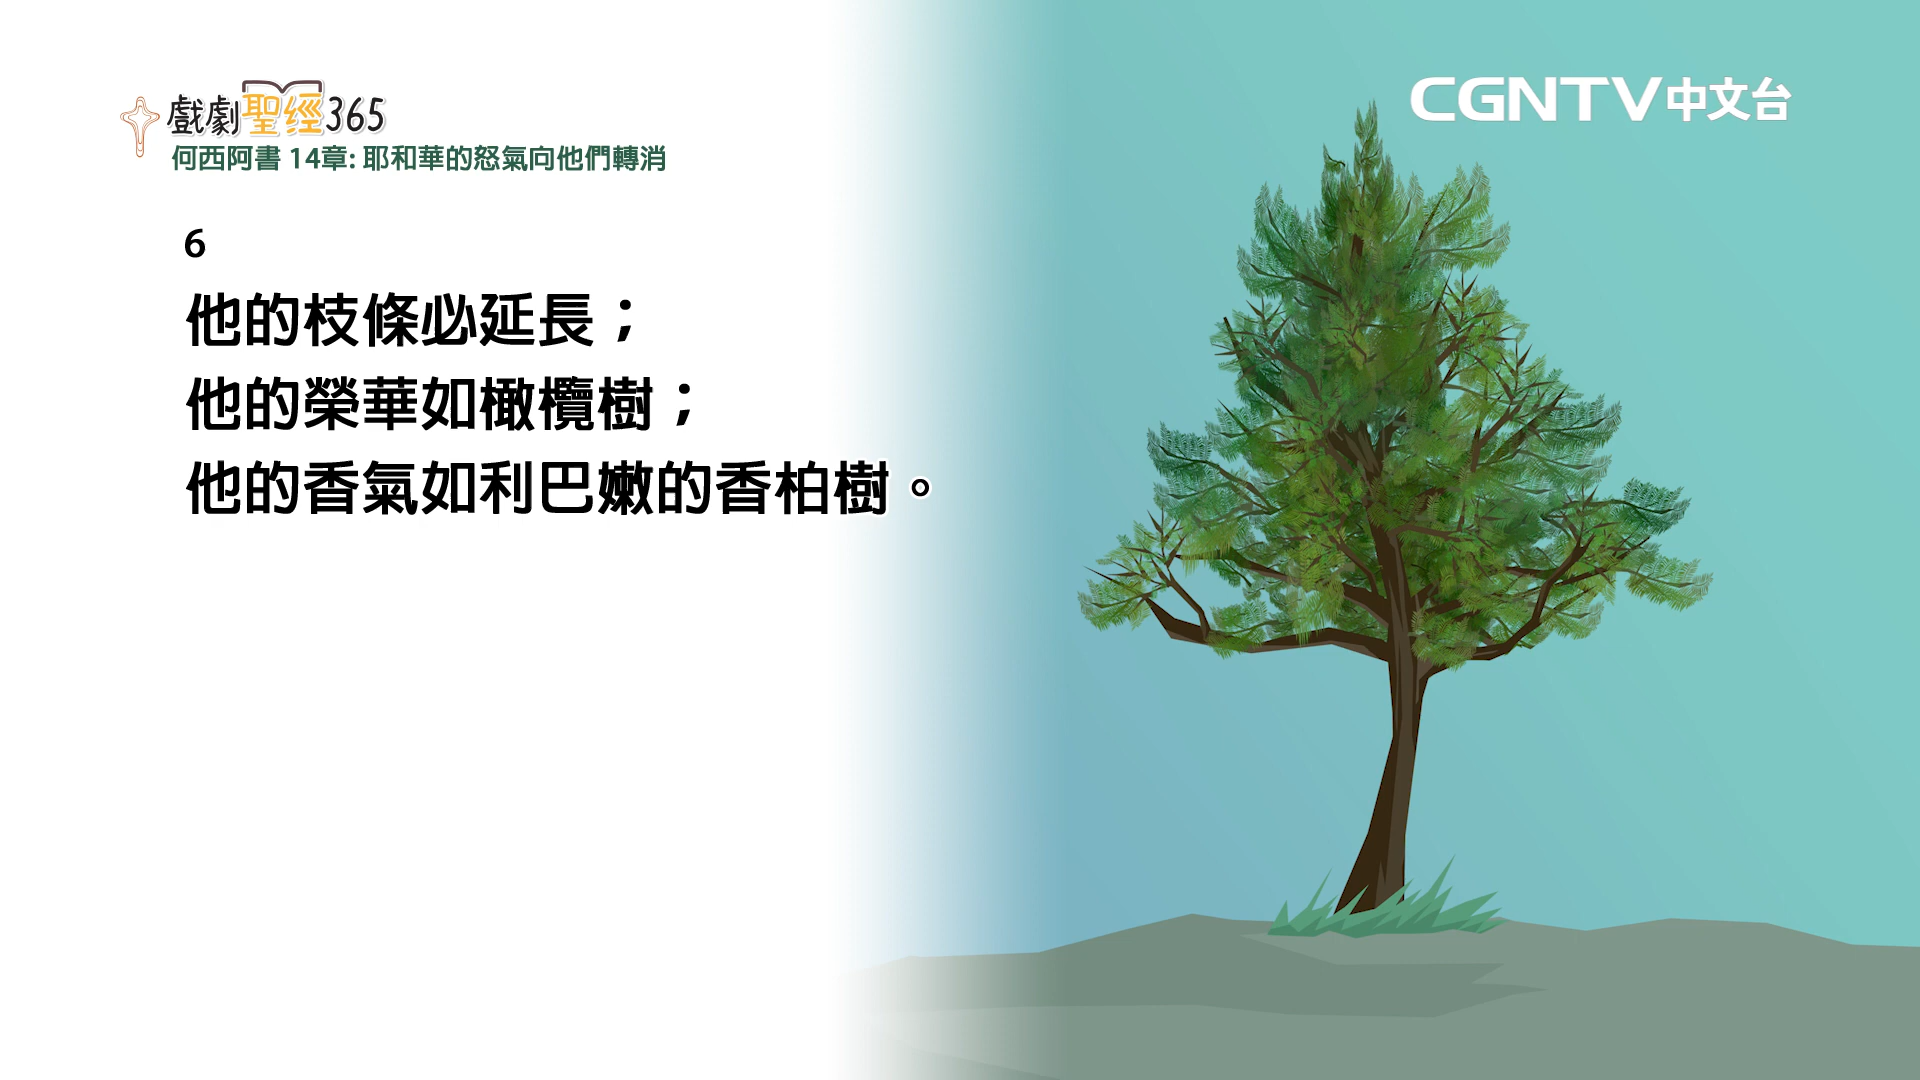 戲劇聖經365
CGNTV中文台
何西阿書 14章: 耶和華的怒氣向他們轉消
6
他的枝條必延長；
他的榮華如橄欖樹；
他的香氣如利巴嫩的香柏樹。